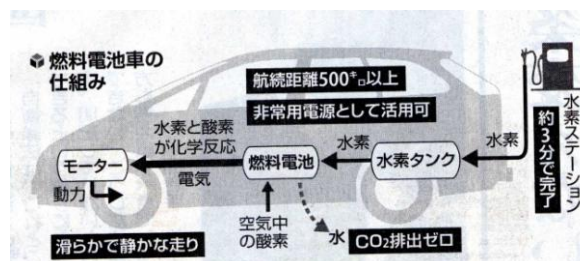 燃料電池車の
仕組み
航続距離500㌔以上
非常用電源として活用可
水素ステーション
約3分で完了
水素
水素タンク
水素
燃料電池
水素と酸素
が化学反応
電気
モーター
動力
空気中
の酸素
水
CO₂排出ゼロ
滑らかで静かな走り